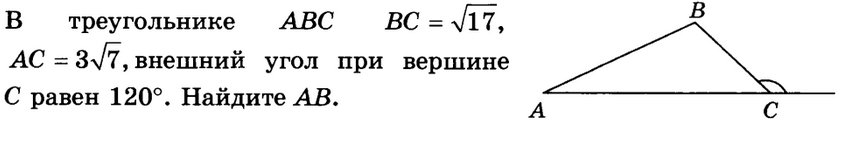 В треугольнике ABC BC = √17,
AC = 3√7, внешний угол при вершине
C равен 120°. Найдите AB.
B
A
C